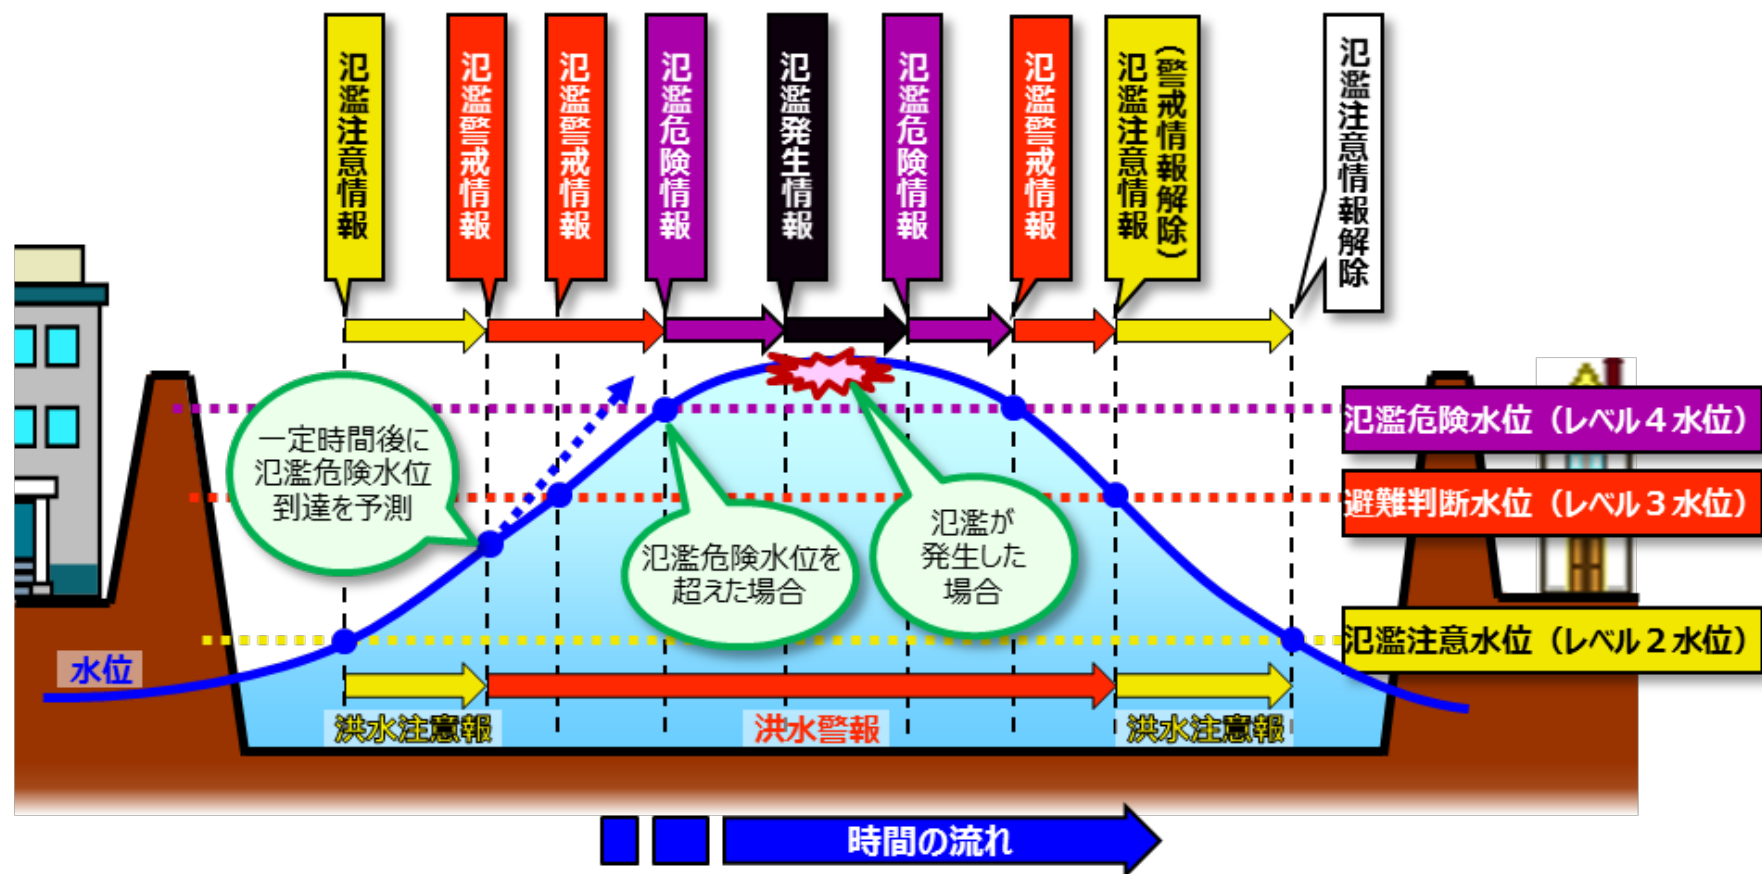 氾濫注意情報
氾濫警戒情報
氾濫警戒情報
氾濫危険情報
氾濫発生情報
氾濫危険情報
氾濫警戒情報
（警戒情報解除）
氾濫注意情報
氾濫注意情報解除
一定時間後に
氾濫危険水位
到達を予測
氾濫危険水位を
超えた場合
氾濫が
発生した
場合
氾濫危険水位（レベル４水位）
避難判断水位（レベル３水位）
氾濫注意水位（レベル２水位）
水位
洪水注意報
洪水警報
洪水注意報
時間の流れ